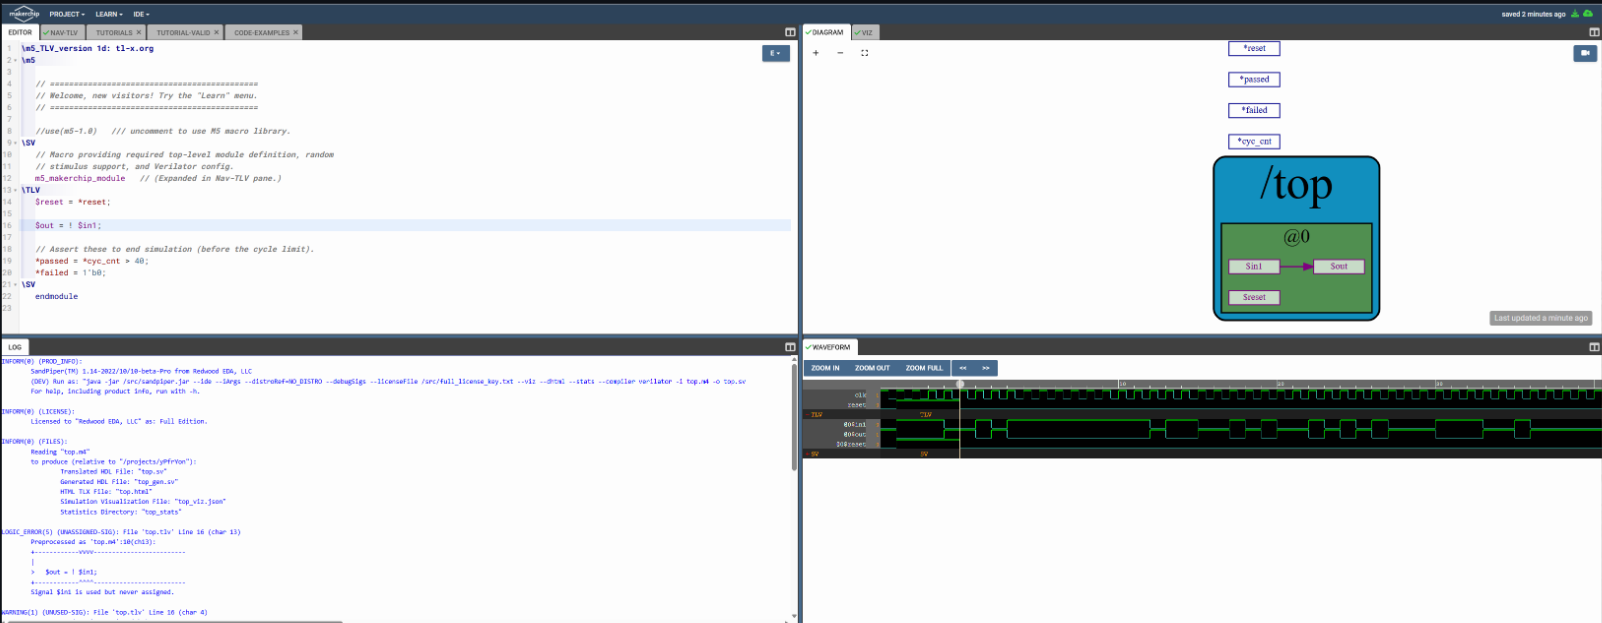 makerchip PROJECT LEARN IDE saved 2 minutes ago
EDITOR NAV-TLV TUTORIALS × TUTORIAL-VALID × CODE-EXAMPLES ×
1 \m5_TLV_version 1d: tl-x.org
2 \m5
3
4 // ============================================
5 // Welcome, new visitors! Try the "Learn" menu.
6 // ============================================
7
8 //use(m5-1.0) /// uncomment to use M5 macro library.
9 \SV
10 // Macro providing required top-level module definition, random
11 // stimulus support, and Verilator config.
12 m5_makerchip_module // (Expanded in Nav-TLV pane.)
13 \TLV
14 $reset = *reset;
15
16 $out = ! $in1;
17
18 // Assert these to end simulation (before the cycle limit).
19 *passed = *cyc_cnt > 40;
20 *failed = 1'b0;
21 \SV
22 endmodule
23
E
DIAGRAM VIZ
+ −
*reset
*passed
*failed
*cyc_cnt
/top
@0
$in1 $out
$reset
Last updated a minute ago
LOG
INFORM(0) (PROD_INFO):
SandPiper(TM) 1.14-2022/10/10-beta-Pro from Redwood EDA, LLC
(DEV) Run as: "java -jar /src/sandpiper.jar --ide --IArgs --distroRef=NO_DISTRO --debugSigs --licenseFile /src/full_license_key.txt --viz --dhtml --stats --compiler verilator -i top.m4 -o top.sv
For help, including product info, run with -h.
INFORM(0) (LICENSE):
Licensed to "Redwood EDA, LLC" as: Full Edition.
INFORM(0) (FILES):
Reading "top.m4"
to produce (relative to "/projects/yPfrYon"):
Translated HDL File: "top.sv"
Generated HDL File: "top_gen.sv"
HTML TLX File: "top.html"
Simulation Visualization File: "top_viz.json"
Statistics Directory: "top_stats"
LOGIC_ERROR(5) (UNASSIGNED-SIG): File 'top.tlv' Line 16 (char 13)
Preprocessed as 'top.m4':10(ch13):
+------------vvvv-------------------------
|
> $out = ! $in1;
+------------^^^^-------------------------
Signal $in1 is used but never assigned.
WARNING(1) (UNUSED-SIG): File 'top.tlv' Line 16 (char 4)
WAVEFORM
ZOOM IN ZOOM OUT ZOOM FULL << >>
10 20 30
clk
reset
TLV TLV
@0$in1
@0$out
@0$reset
SV SV